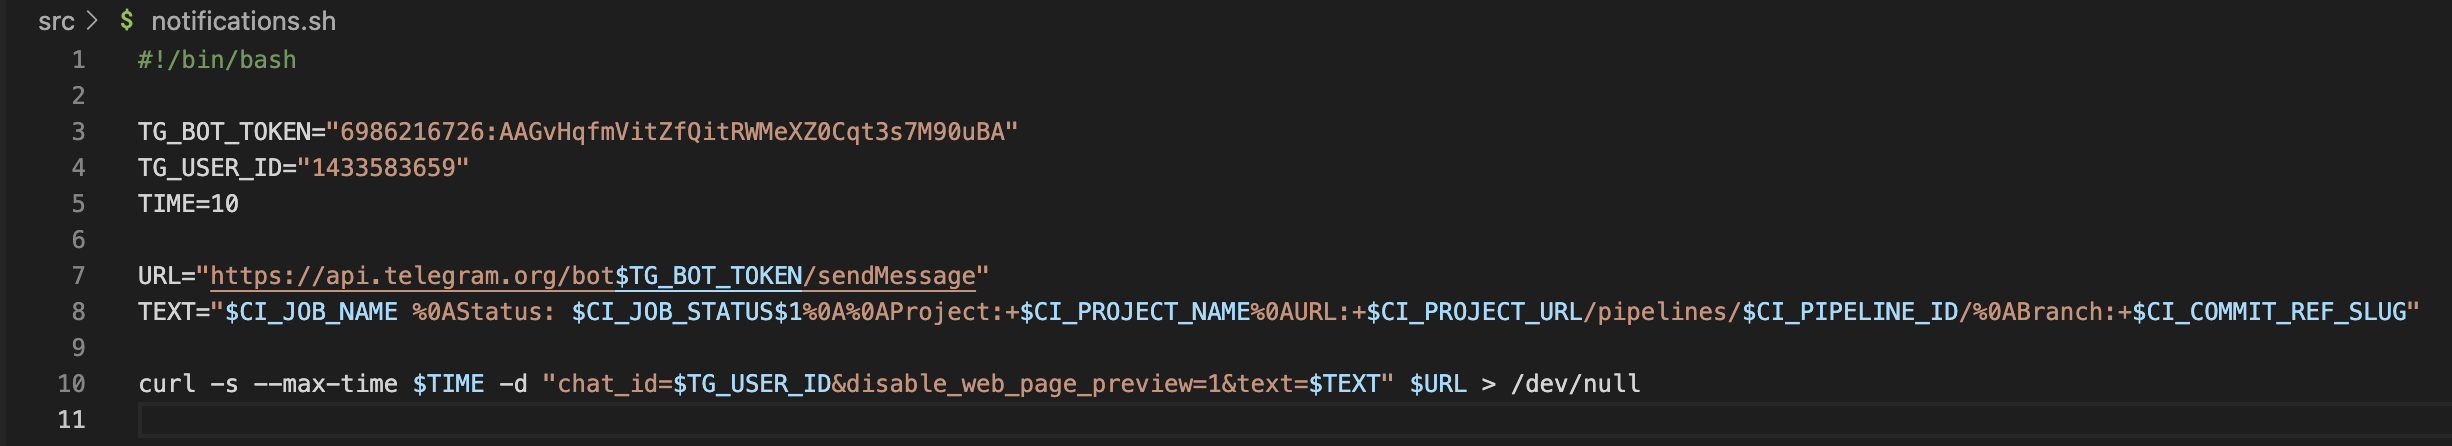 src > $ notifications.sh
1 #!/bin/bash
2
3 TG_BOT_TOKEN="6986216726:AAGvHqfmVitZfQitRWMeXZ0Cqt3s7M90uBA"
4 TG_USER_ID="1433583659"
5 TIME=10
6
7 URL="https://api.telegram.org/bot$TG_BOT_TOKEN/sendMessage"
8 TEXT="$CI_JOB_NAME %0AStatus: $CI_JOB_STATUS$1%0A%0AProject:+$CI_PROJECT_NAME%0AURL:+$CI_PROJECT_URL/pipelines/$CI_PIPELINE_ID/%0ABranch:+$CI_COMMIT_REF_SLUG"
9
10 curl -s --max-time $TIME -d "chat_id=$TG_USER_ID&disable_web_page_preview=1&text=$TEXT" $URL > /dev/null
11